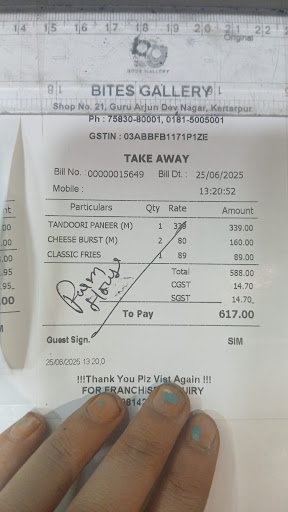 14 15 16 17 18 19 20 21 22
Original
BITES GALLERY
BITES GALLERY
Shop No. 21, Guru Arjun Dev Nagar, Kartarpur
Ph : 75830-80001, 0181-5005001
GSTIN : 03ABBFB1171P1ZE
TAKE AWAY
Bill No. :00000015649 Bill Dt. : 25/06/2025
Mobile : 13:20:52
Particulars Qty Rate Amount
TANDOORI PANEER (M) 1 339 339.00
CHEESE BURST (M) 2 80 160.00
CLASSIC FRIES 1 89 89.00
Total 588.00
CGST 14.70
SGST 14.70
To Pay 617.00
Guest Sign. SIM
25/06/2025 13:20,0
!!!Thank You Plz Vist Again !!!
FOR FRANCHISE